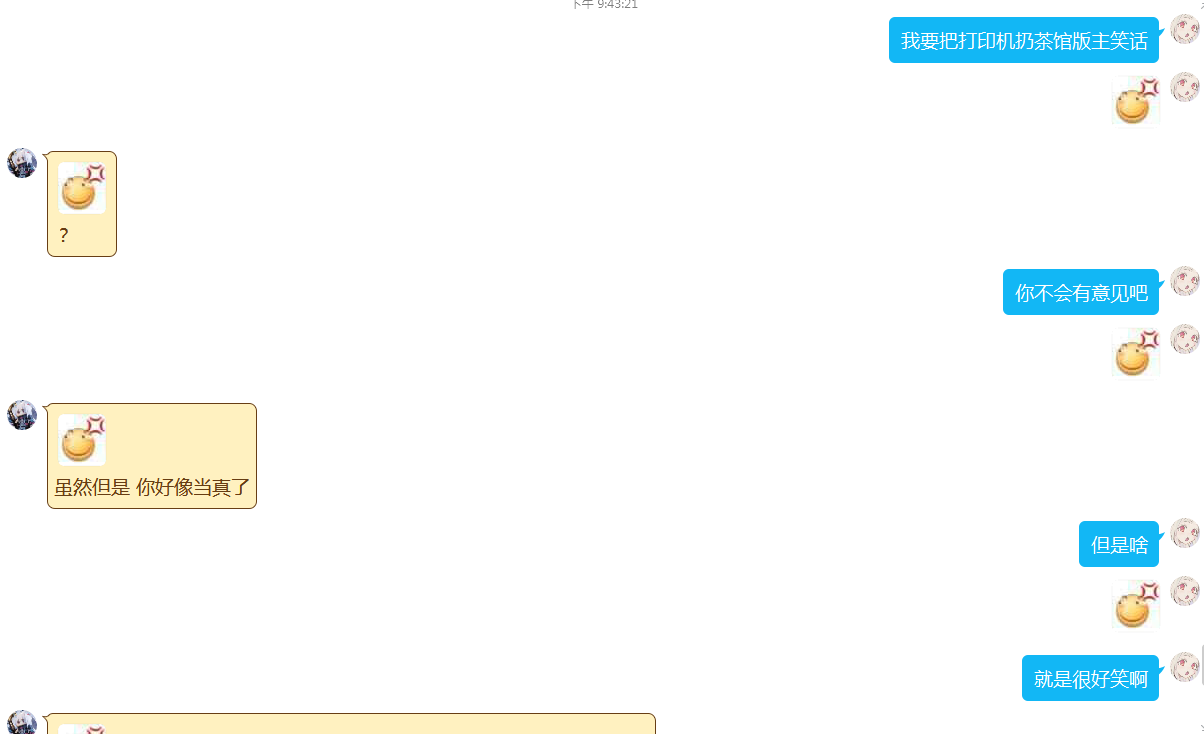 下午 9:43:21
我要把打印机扔茶馆版主笑话
?
你不会有意见吧
虽然但是 你好像当真了
但是啥
就是很好笑啊